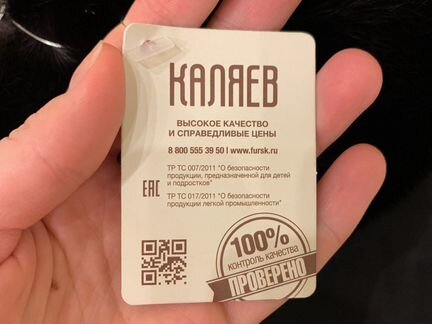 КАЛЯЕВ
ВЫСОКОЕ КАЧЕСТВО
И СПРАВЕДЛИВЫЕ ЦЕНЫ
8 800 555 39 50 | www.fursk.ru
ТР ТС 007/2011 "О безопасности
продукции, предназначенной для детей
и подростков"
ЕАС
ТР ТС 017/2011 "О безопасности
продукции легкой промышленности"
100%
контроль качества
ПРОВЕРЕНО